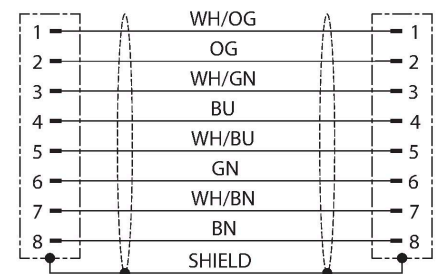 1 WH/OG 1
2 OG 2
3 WH/GN 3
4 BU 4
5 WH/BU 5
6 GN 6
7 WH/BN 7
8 BN 8
SHIELD